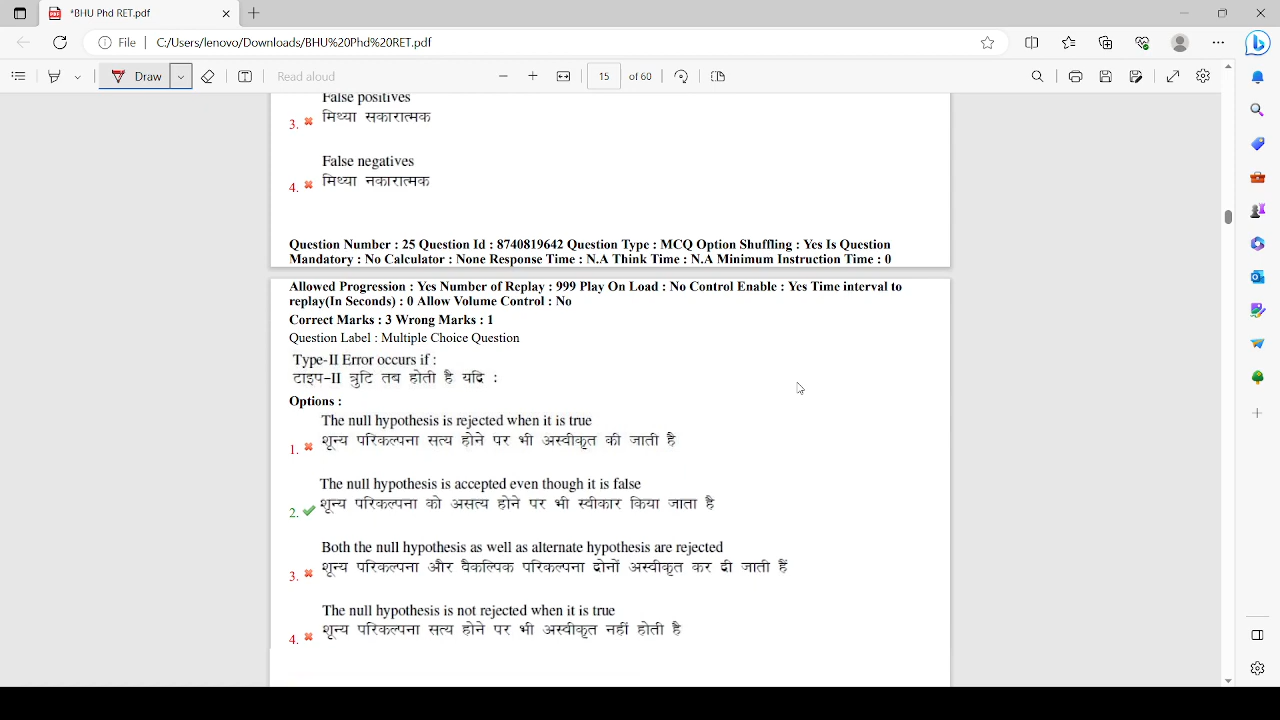 *BHU Phd RET.pdf
File
C:/Users/lenovo/Downloads/BHU%20Phd%20RET.pdf
Draw
Read aloud
15
of 60
False positives
3. मिथ्या सकारात्मक
False negatives
4. मिथ्या नकारात्मक
Question Number : 25 Question Id : 8740819642 Question Type : MCQ Option Shuffling : Yes Is Question
Mandatory : No Calculator : None Response Time : N.A Think Time : N.A Minimum Instruction Time : 0
Allowed Progression : Yes Number of Replay : 999 Play On Load : No Control Enable : Yes Time interval to
replay(In Seconds) : 0 Allow Volume Control : No
Correct Marks : 3 Wrong Marks : 1
Question Label : Multiple Choice Question
Type-II Error occurs if :
टाइप-II त्रुटि तब होती है यदि :
Options :
The null hypothesis is rejected when it is true
1. शून्य परिकल्पना सत्य होने पर भी अस्वीकृत की जाती है
The null hypothesis is accepted even though it is false
2. शून्य परिकल्पना को असत्य होने पर भी स्वीकार किया जाता है
Both the null hypothesis as well as alternate hypothesis are rejected
3. शून्य परिकल्पना और वैकल्पिक परिकल्पना दोनों अस्वीकृत कर दी जाती हैं
The null hypothesis is not rejected when it is true
4. शून्य परिकल्पना सत्य होने पर भी अस्वीकृत नहीं होती है